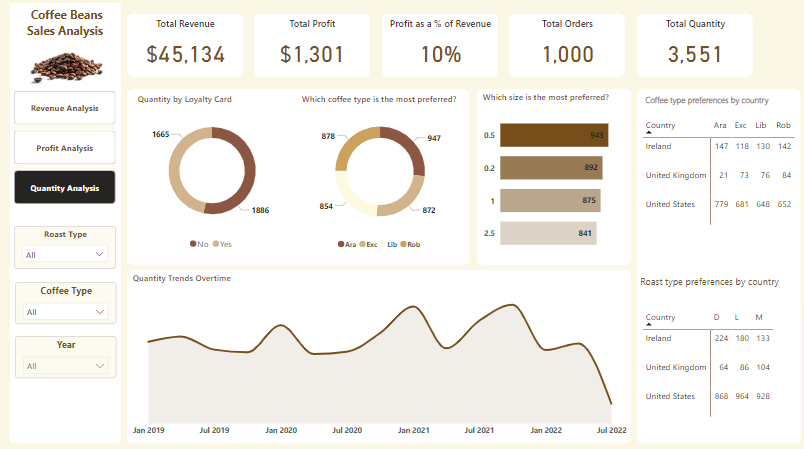 Coffee Beans
Sales Analysis
Total Revenue
$45,134
Total Profit
$1,301
Profit as a % of Revenue
10%
Total Orders
1,000
Total Quantity
3,551
Revenue Analysis
Profit Analysis
Quantity Analysis
Roast Type
All
Coffee Type
All
Year
All
Quantity by Loyalty Card
1665
1886
No Yes
Which coffee type is the most preferred?
878
947
854
872
Ara Exc Lib Rob
Which size is the most preferred?
0.5 943
0.2 892
1 875
2.5 841
Coffee type preferences by country
Country Ara Exc Lib Rob
Ireland 147 118 130 142
United Kingdom 21 73 76 84
United States 779 681 648 652
Quantity Trends Overtime
Jan 2019 Jul 2019 Jan 2020 Jul 2020 Jan 2021 Jul 2021 Jan 2022 Jul 2022
Roast type preferences by country
Country D L M
Ireland 224 180 133
United Kingdom 64 86 104
United States 868 964 928